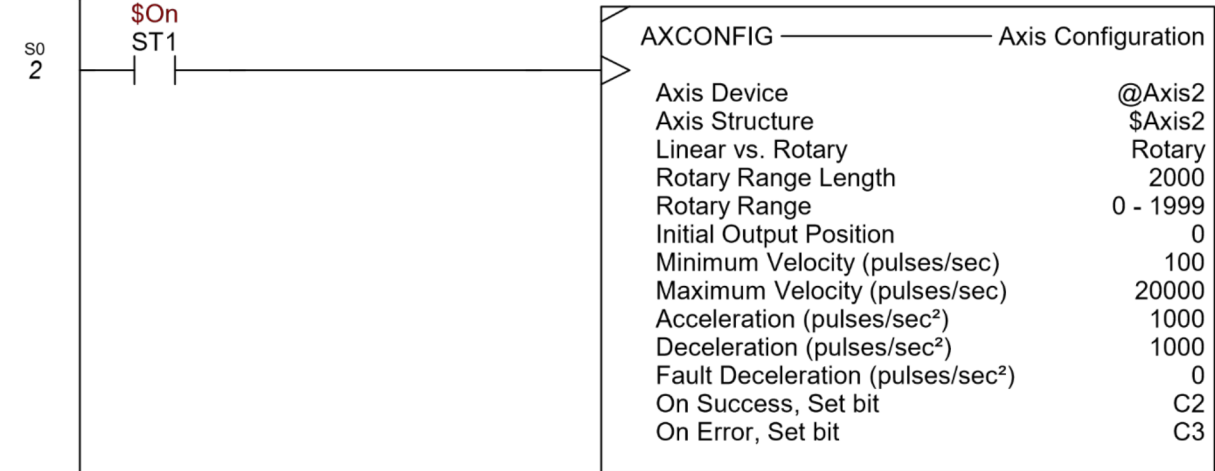 $On
ST1
S0
2
AXCONFIG Axis Configuration
Axis Device @Axis2
Axis Structure $Axis2
Linear vs. Rotary Rotary
Rotary Range Length 2000
Rotary Range 0 - 1999
Initial Output Position 0
Minimum Velocity (pulses/sec) 100
Maximum Velocity (pulses/sec) 20000
Acceleration (pulses/sec²) 1000
Deceleration (pulses/sec²) 1000
Fault Deceleration (pulses/sec²) 0
On Success, Set bit C2
On Error, Set bit C3